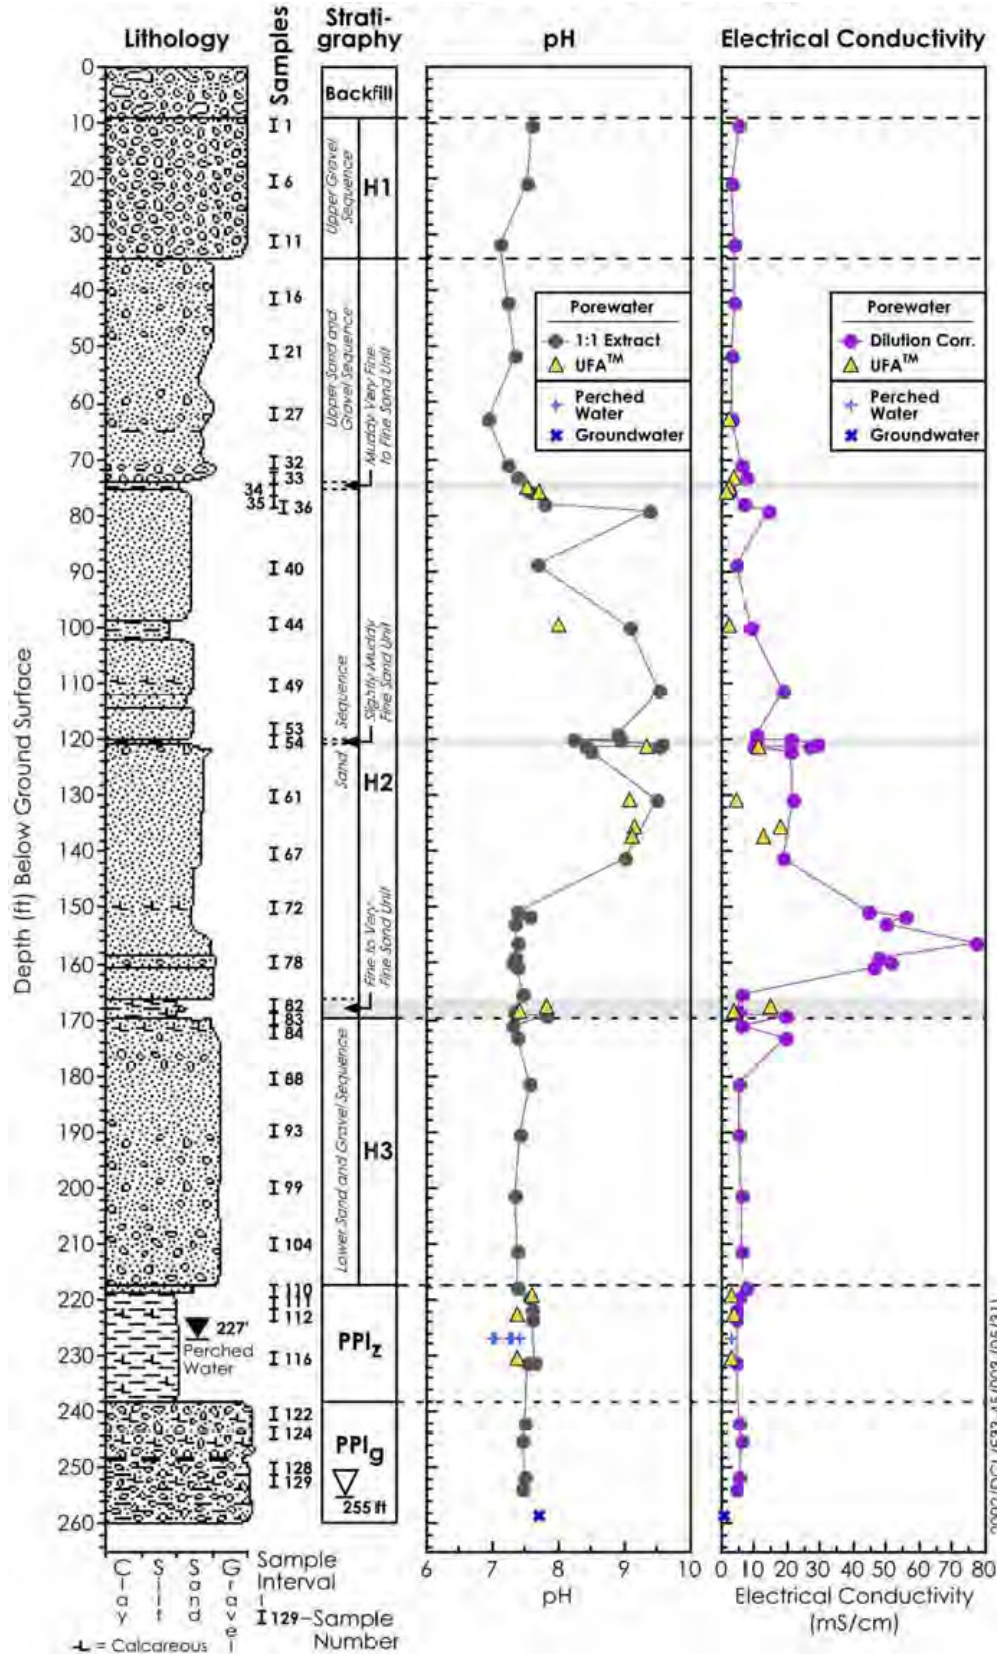 Lithology
Samples
Strati-
graphy
pH
Electrical Conductivity
Depth (ft) Below Ground Surface
0
10
20
30
40
50
60
70
80
90
100
110
120
130
140
150
160
170
180
190
200
210
220
230
240
250
260
227'
Perched
Water
Clay
Silt
Sand
Gravel
= Calcareous
1
6
11
16
21
27
32
33
34
35
36
40
44
49
53
54
61
67
72
78
82
84
88
93
99
104
110
111
112
116
122
124
128
129
Sample
Interval
129 – Sample
Number
Backfill
Upper Gravel
Sequence
H1
Upper Sand and
Gravel Sequence
Muddy Very Fine
to Fine Sand Unit
Sand
Sequence
Slightly Muddy
Fine Sand Unit
H2
Fine to Very-
Fine Sand Unit
Lower Sand and Gravel Sequence
H3
PPlz
PPlg
255 ft
Porewater
1:1 Extract
UFA™
Perched
Water
Groundwater
6
7
8
9
10
pH
Porewater
Dilution Corr.
UFA™
Perched
Water
Groundwater
0
10
20
30
40
50
60
70
80
Electrical Conductivity
(mS/cm)